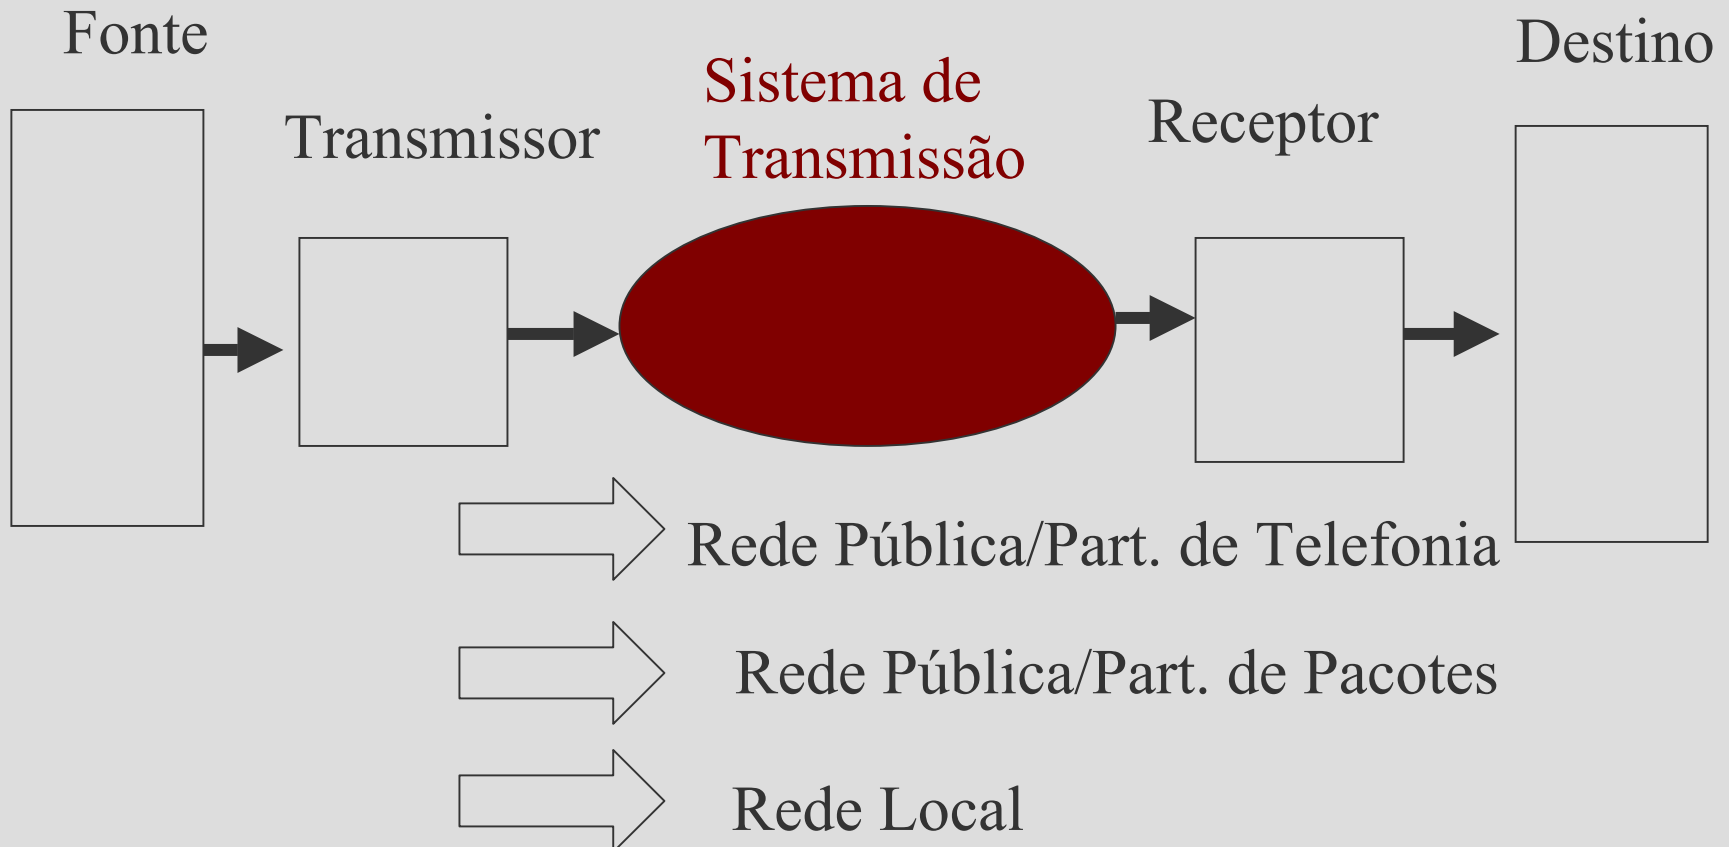 Fonte
Destino
Sistema de
Transmissão
Transmissor
Receptor
Rede Pública/Part. de Telefonia
Rede Pública/Part. de Pacotes
Rede Local